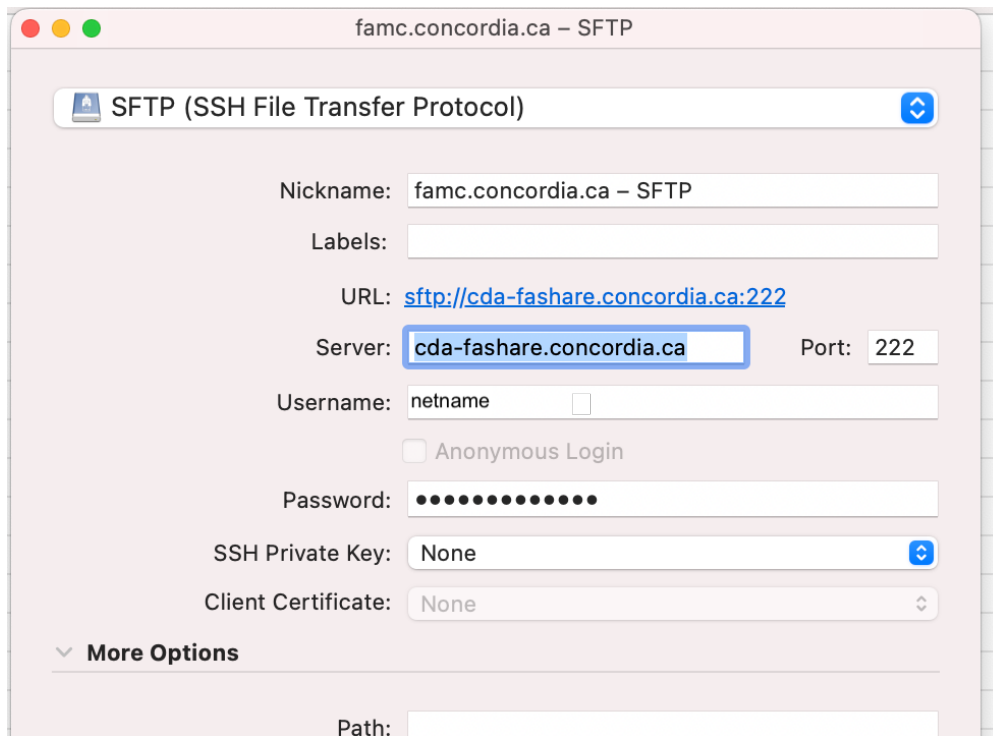 famc.concordia.ca – SFTP
SFTP (SSH File Transfer Protocol)
Nickname: famc.concordia.ca – SFTP
Labels:
URL: sftp://cda-fashare.concordia.ca:222
Server: cda-fashare.concordia.ca Port: 222
Username: netname
Anonymous Login
Password: •••••••••••••
SSH Private Key: None
Client Certificate: None
More Options
Path: